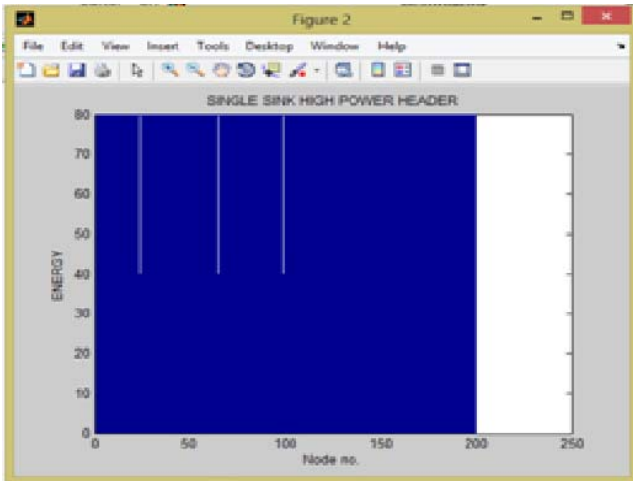 Figure 2
File Edit View Insert Tools Desktop Window Help
SINGLE SINK HIGH POWER HEADER
80
70
60
50
40
30
20
10
0
ENERGY
0 50 100 150 200 250
Node no.